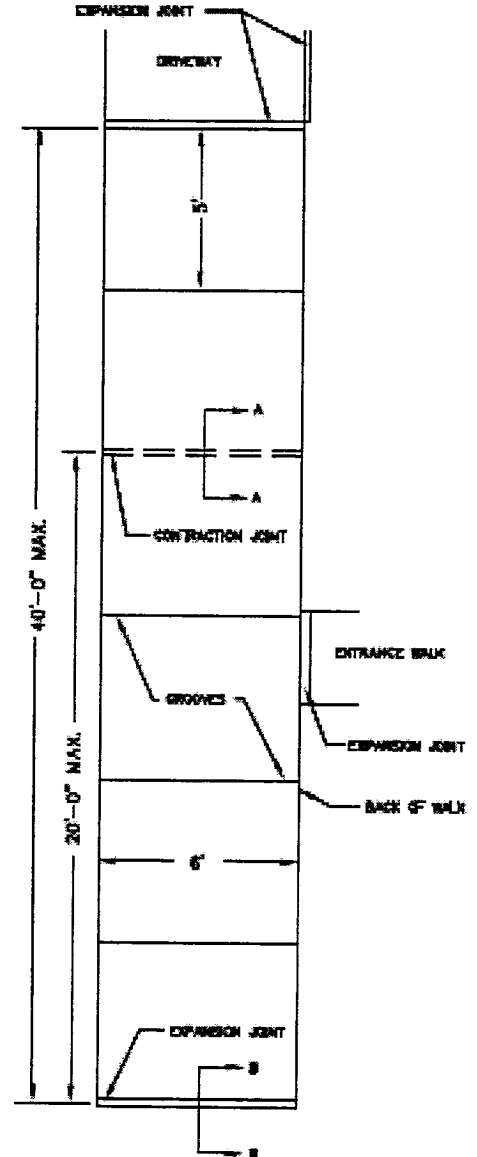 EXPANSION JOINT
DRIVEWAY
5'
A
A
CONTRACTION JOINT
40'-0" MAX.
ENTRANCE WALK
GROOVES
EXPANSION JOINT
20'-0" MAX.
BACK OF WALK
6'
EXPANSION JOINT
B
B